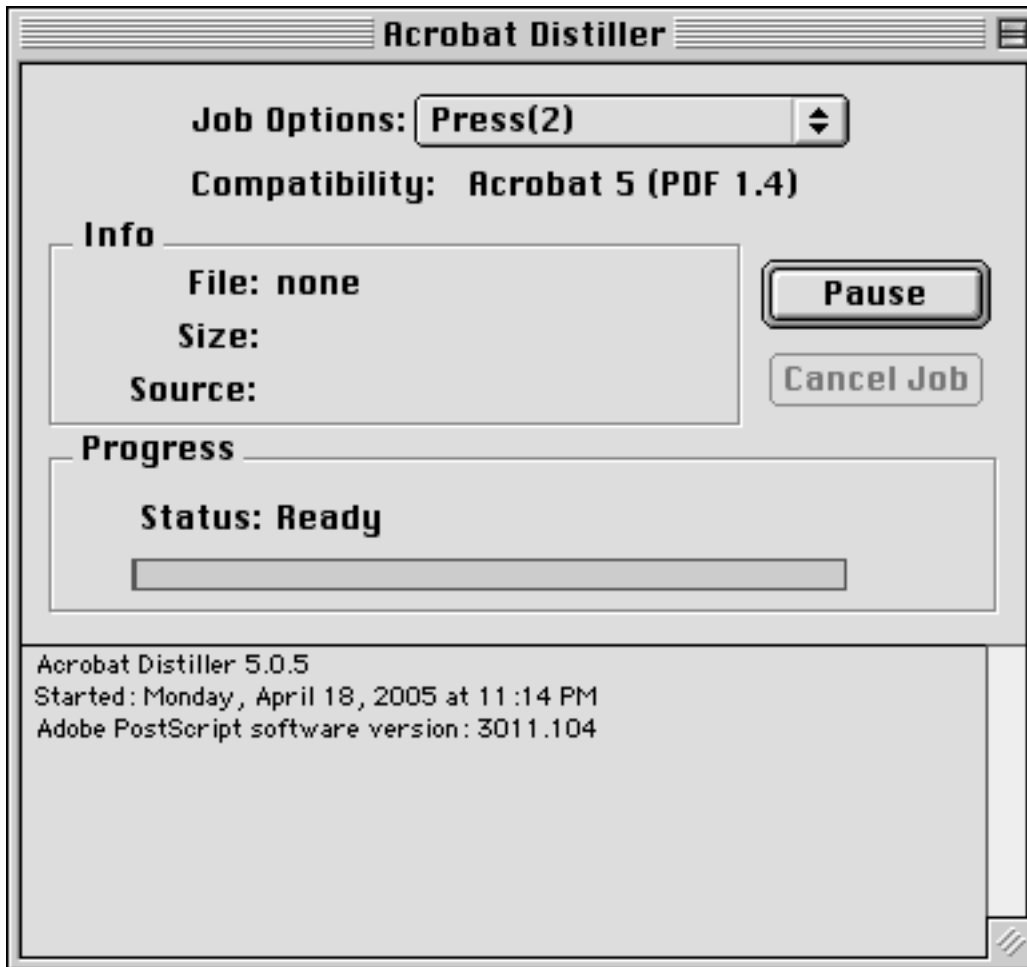 Acrobat Distiller
Job Options: Press(2)
Compatibility: Acrobat 5 (PDF 1.4)
Info
File: none
Size:
Source:
Pause
Cancel Job
Progress
Status: Ready
Acrobat Distiller 5.0.5
Started: Monday, April 18, 2005 at 11:14 PM
Adobe PostScript software version: 3011.104